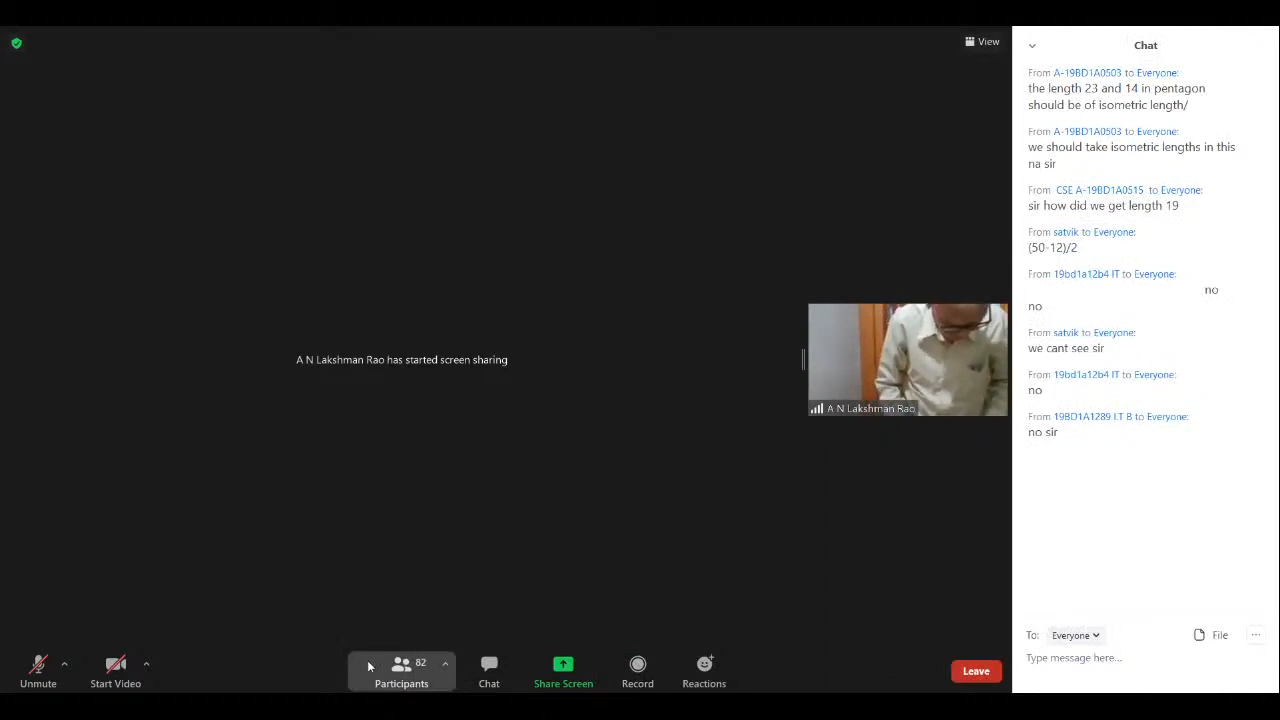 View
A N Lakshman Rao has started screen sharing
A N Lakshman Rao
Chat
From A-19BD1A0503 to Everyone:
the length 23 and 14 in pentagon
should be of isometric length/
From A-19BD1A0503 to Everyone:
we should take isometric lengths in this
na sir
From CSE A-19BD1A0515 to Everyone:
sir how did we get length 19
From satvik to Everyone:
(50-12)/2
From 19bd1a12b4 IT to Everyone:
no
no
From satvik to Everyone:
we cant see sir
From 19bd1a12b4 IT to Everyone:
no
From 19BD1A1289 I.T B to Everyone:
no sir
To: Everyone
File
Type message here...
Unmute
Start Video
82
Participants
Chat
Share Screen
Record
Reactions
Leave